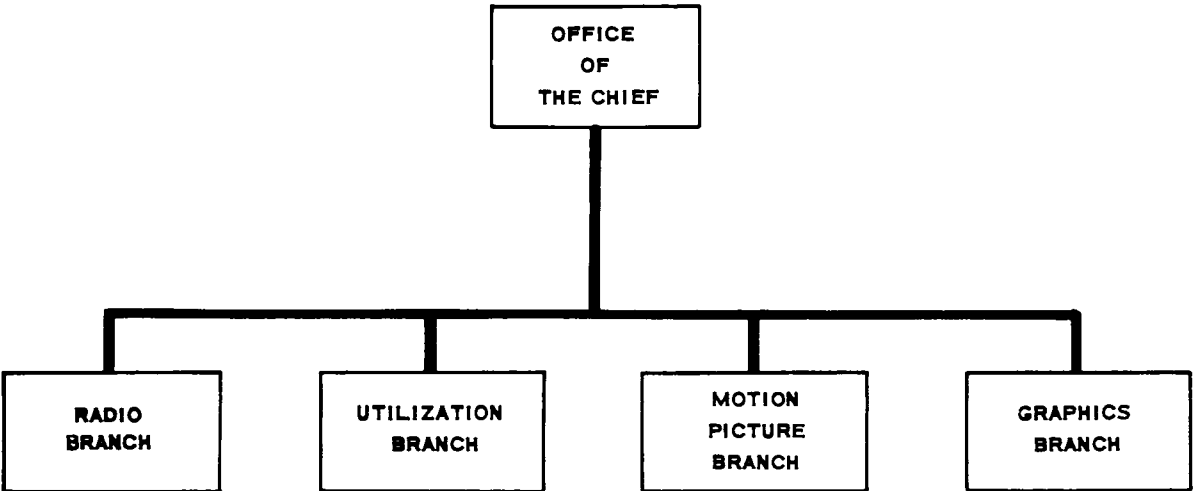 OFFICE
OF
THE CHIEF
RADIO
BRANCH
UTILIZATION
BRANCH
MOTION
PICTURE
BRANCH
GRAPHICS
BRANCH